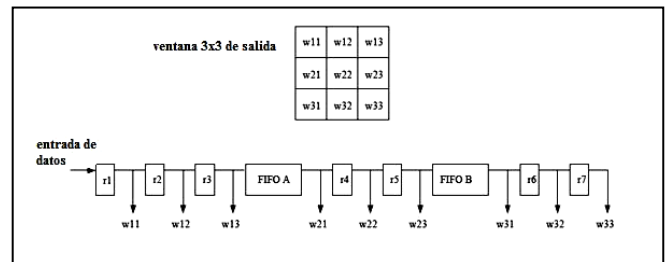 ventana 3x3 de salida
w11 w12 w13
w21 w22 w23
w31 w32 w33
entrada de
datos
r1 r2 r3 FIFO A r4 r5 FIFO B r6 r7
w11 w12 w13 w21 w22 w23 w31 w32 w33